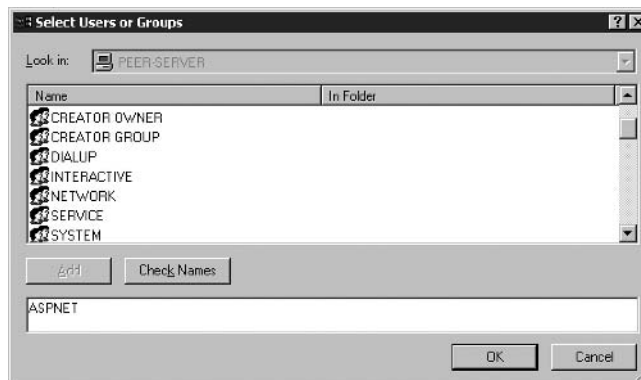 Select Users or Groups
Look in: PEER-SERVER
Name In Folder
CREATOR OWNER
CREATOR GROUP
DIALUP
INTERACTIVE
NETWORK
SERVICE
SYSTEM
Add Check Names
ASPNET
OK Cancel